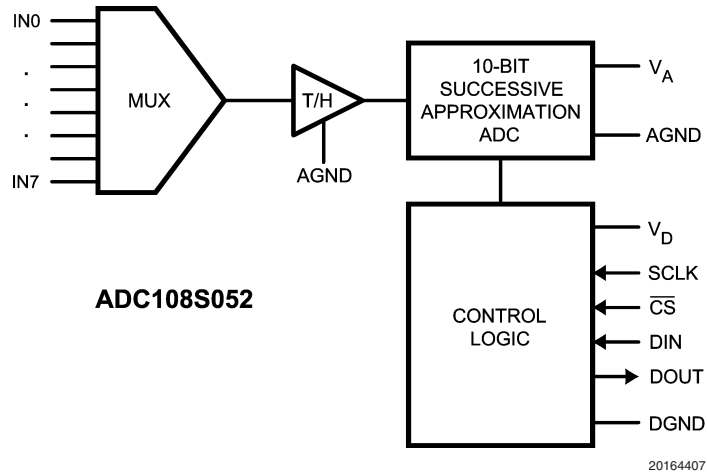 IN0
.
.
.
IN7
MUX
T/H
AGND
10-BIT
SUCCESSIVE
APPROXIMATION
ADC
VA
AGND
CONTROL
LOGIC
VD
SCLK
C̅S̅
DIN
DOUT
DGND
ADC108S052
20164407